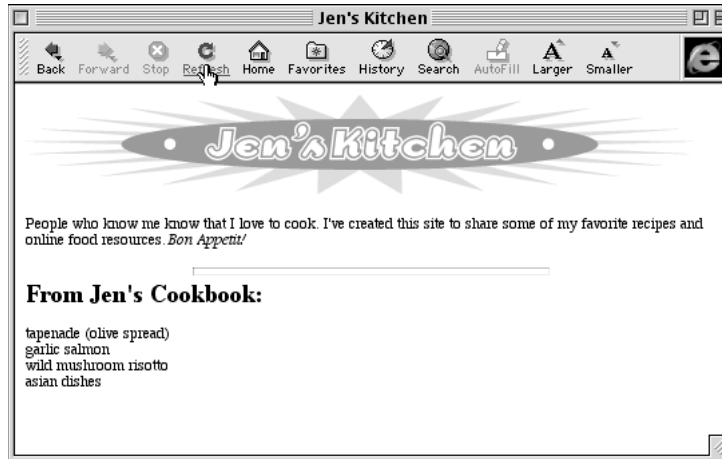 Jen's Kitchen
Back Forward Stop Refresh Home Favorites History Search AutoFill Larger Smaller
Jen's Kitchen
People who know me know that I love to cook. I've created this site to share some of my favorite recipes and
online food resources. Bon Appetit!
From Jen's Cookbook:
tapenade (olive spread)
garlic salmon
wild mushroom risotto
asian dishes